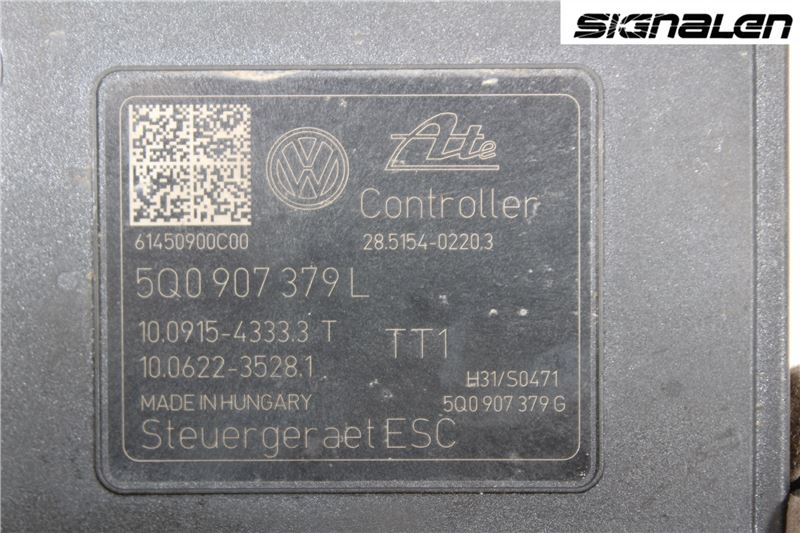 SIGNALEN
VW Ate
Controller
61450900C00 28.5154-0220.3
5Q0 907 379 L
10.0915-4333.3 T TT1
10.0622-3528.1
H31/S0471
MADE IN HUNGARY 5Q0 907 379 G
Steuergeraet ESC